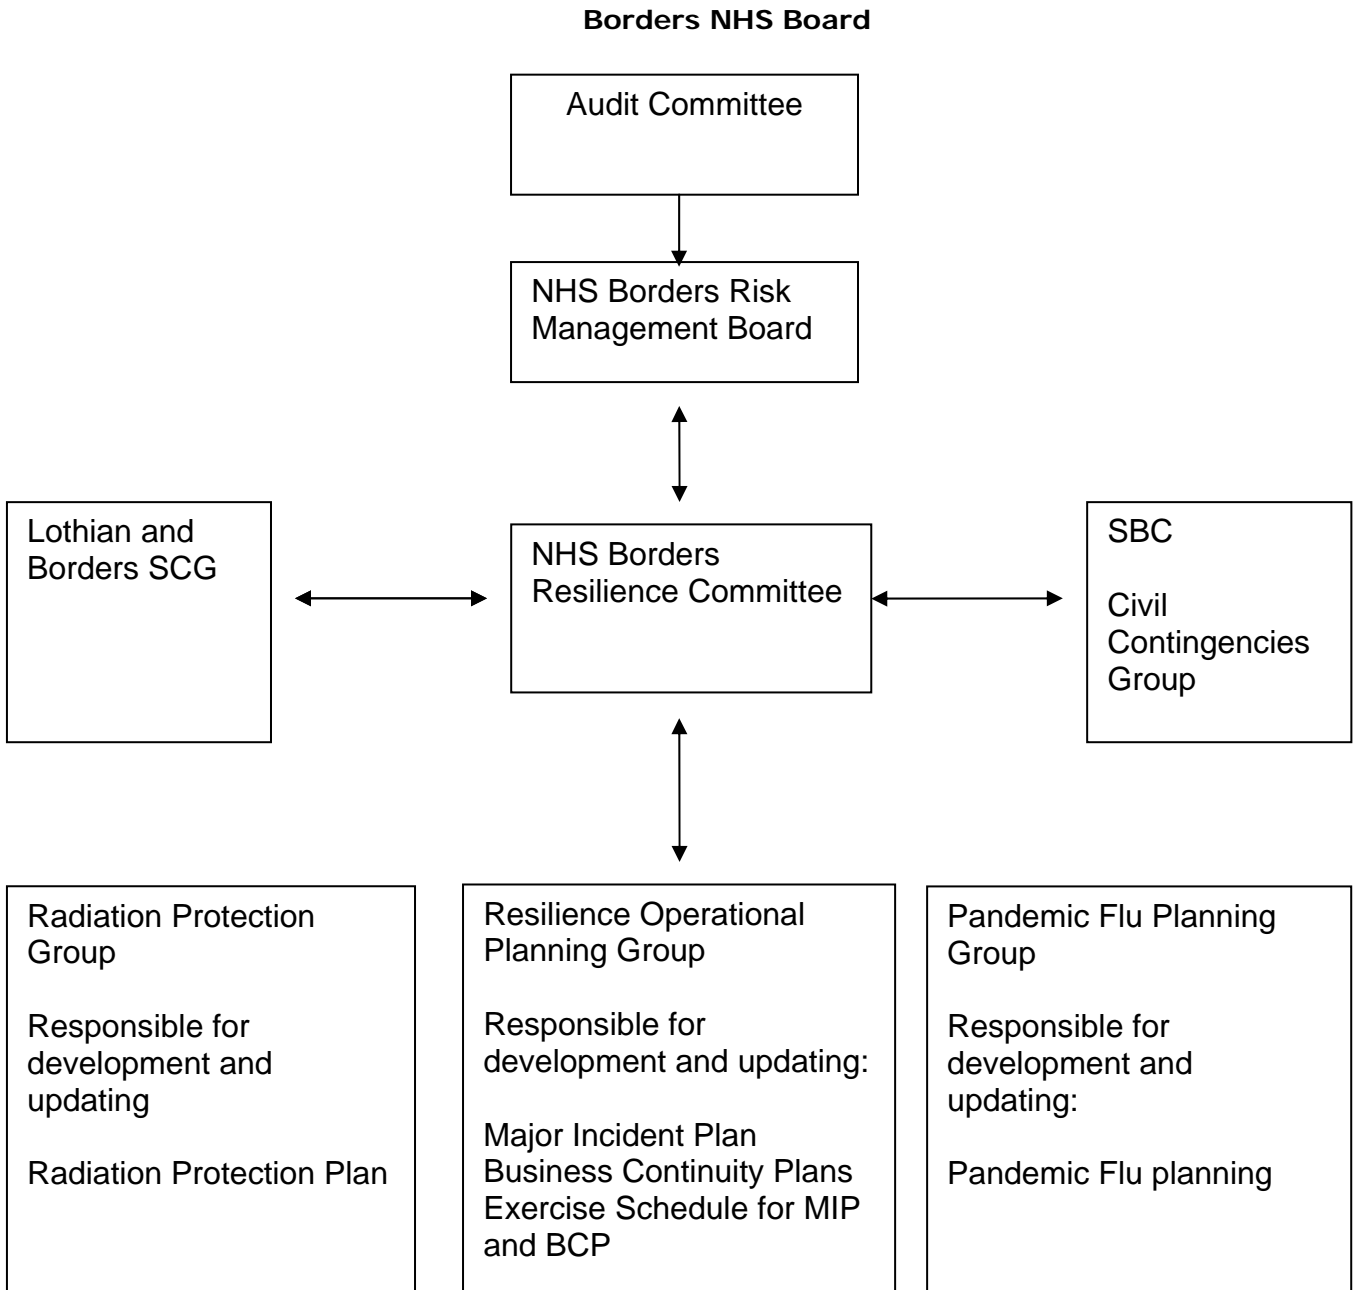 Borders NHS Board
Audit Committee
NHS Borders Risk
Management Board
Lothian and
Borders SCG
NHS Borders
Resilience Committee
SBC
Civil
Contingencies
Group
Radiation Protection
Group
Responsible for
development and
updating
Radiation Protection Plan
Resilience Operational
Planning Group
Responsible for
development and updating:
Major Incident Plan
Business Continuity Plans
Exercise Schedule for MIP
and BCP
Pandemic Flu Planning
Group
Responsible for
development and
updating:
Pandemic Flu planning